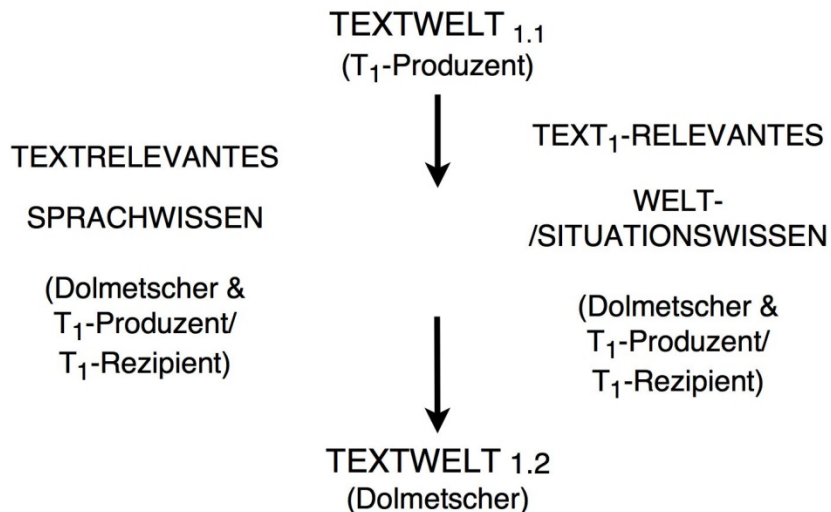 TEXTWELT 1.1
(T1-Produzent)
TEXTRELEVANTES
SPRACHWISSEN
(Dolmetscher &
T1-Produzent/
T1-Rezipient)
TEXT1-RELEVANTES
WELT-
/SITUATIONSWISSEN
(Dolmetscher &
T1-Produzent/
T1-Rezipient)
TEXTWELT 1.2
(Dolmetscher)